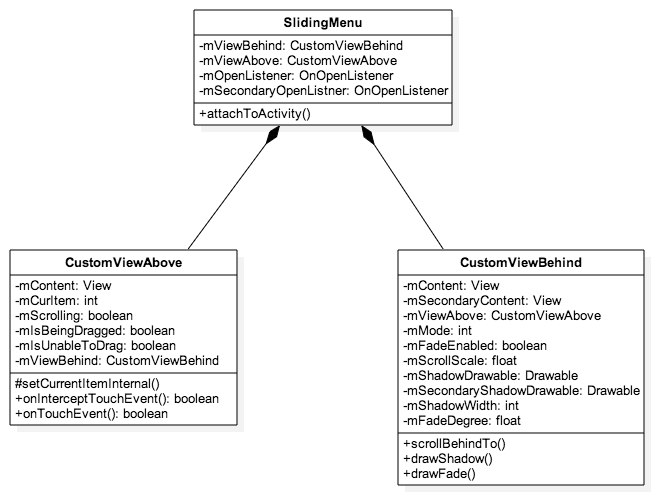 SlidingMenu
-mViewBehind: CustomViewBehind
-mViewAbove: CustomViewAbove
-mOpenListener: OnOpenListener
-mSecondaryOpenListner: OnOpenListener
+attachToActivity()
CustomViewAbove
-mContent: View
-mCurItem: int
-mScrolling: boolean
-mIsBeingDragged: boolean
-mIsUnableToDrag: boolean
-mViewBehind: CustomViewBehind
#setCurrentItemInternal()
+onInterceptTouchEvent(): boolean
+onTouchEvent(): boolean
CustomViewBehind
-mContent: View
-mSecondaryContent: View
-mViewAbove: CustomViewAbove
-mMode: int
-mFadeEnabled: boolean
-mScrollScale: float
-mShadowDrawable: Drawable
-mSecondaryShadowDrawable: Drawable
-mShadowWidth: int
-mFadeDegree: float
+scrollBehindTo()
+drawShadow()
+drawFade()